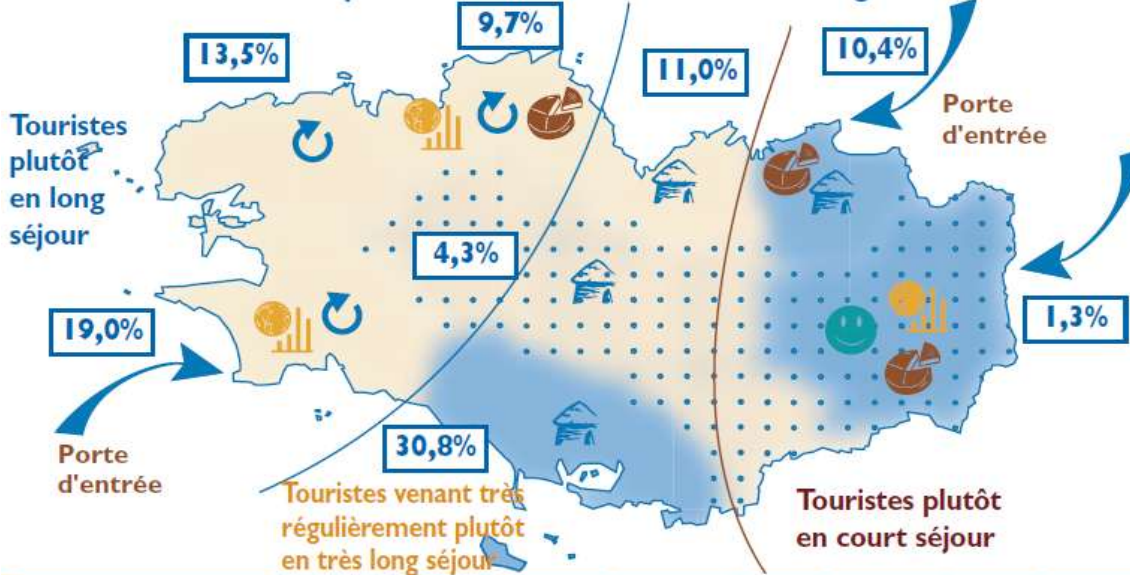 9,7%
13,5%
10,4%
11,0%
Porte
d'entrée
Touristes
plutôt
en long
séjour
4,3%
1,3%
19,0%
30,8%
Porte
d'entrée
Touristes venant très
régulièrement plutôt
en très long séjour
Touristes plutôt
en court séjour